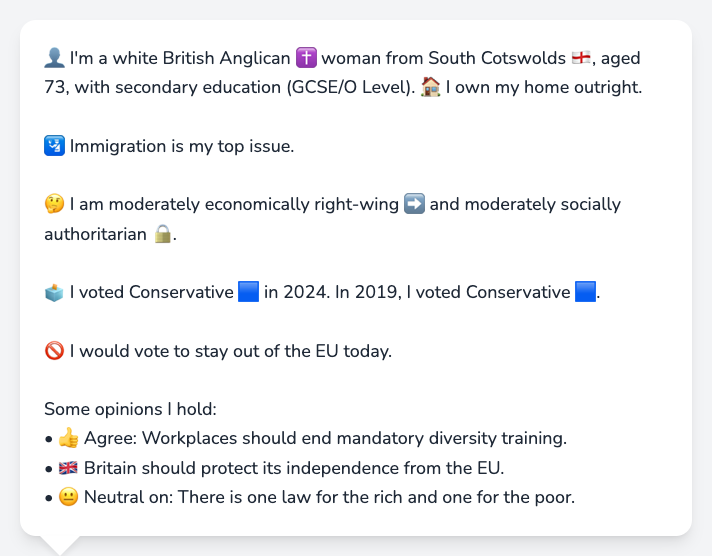 👤 I'm a white British Anglican ✝️ woman from South Cotswolds 🏴󠁧󠁢󠁥󠁮󠁧󠁿, aged
73, with secondary education (GCSE/O Level). 🏠 I own my home outright.
🛂 Immigration is my top issue.
🤔 I am moderately economically right-wing ➡️ and moderately socially
authoritarian 🔒.
🗳️ I voted Conservative 🟦 in 2024. In 2019, I voted Conservative 🟦.
🚫 I would vote to stay out of the EU today.
Some opinions I hold:
• 👍 Agree: Workplaces should end mandatory diversity training.
• 🇬🇧 Britain should protect its independence from the EU.
• 😐 Neutral on: There is one law for the rich and one for the poor.